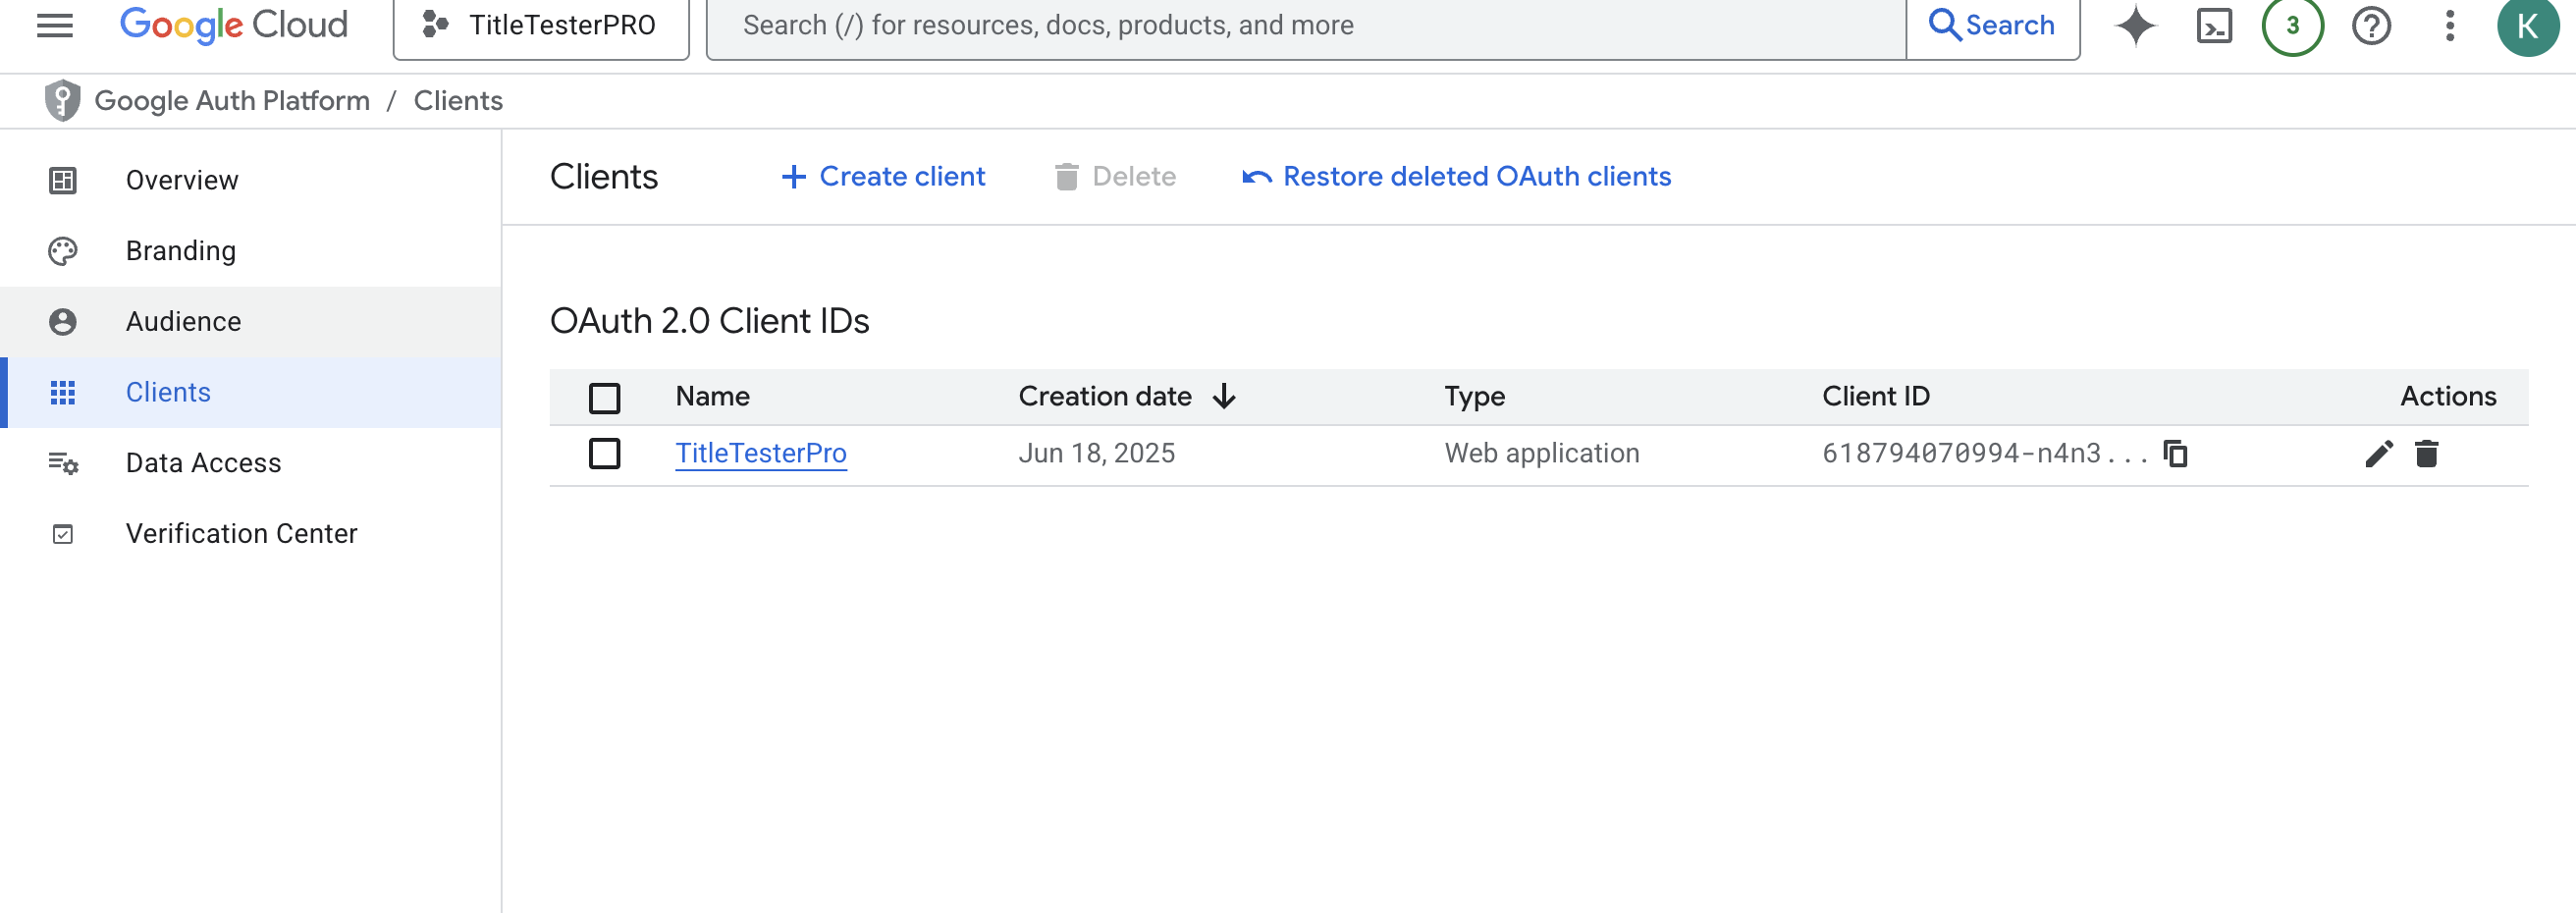 Google Cloud
TitleTesterPRO
Search (/) for resources, docs, products, and more
Search
3
K
Google Auth Platform / Clients
Overview
Branding
Audience
Clients
Data Access
Verification Center
Clients
Create client
Delete
Restore deleted OAuth clients
OAuth 2.0 Client IDs
Name Creation date Type Client ID Actions
TitleTesterPro Jun 18, 2025 Web application 618794070994-n4n3...